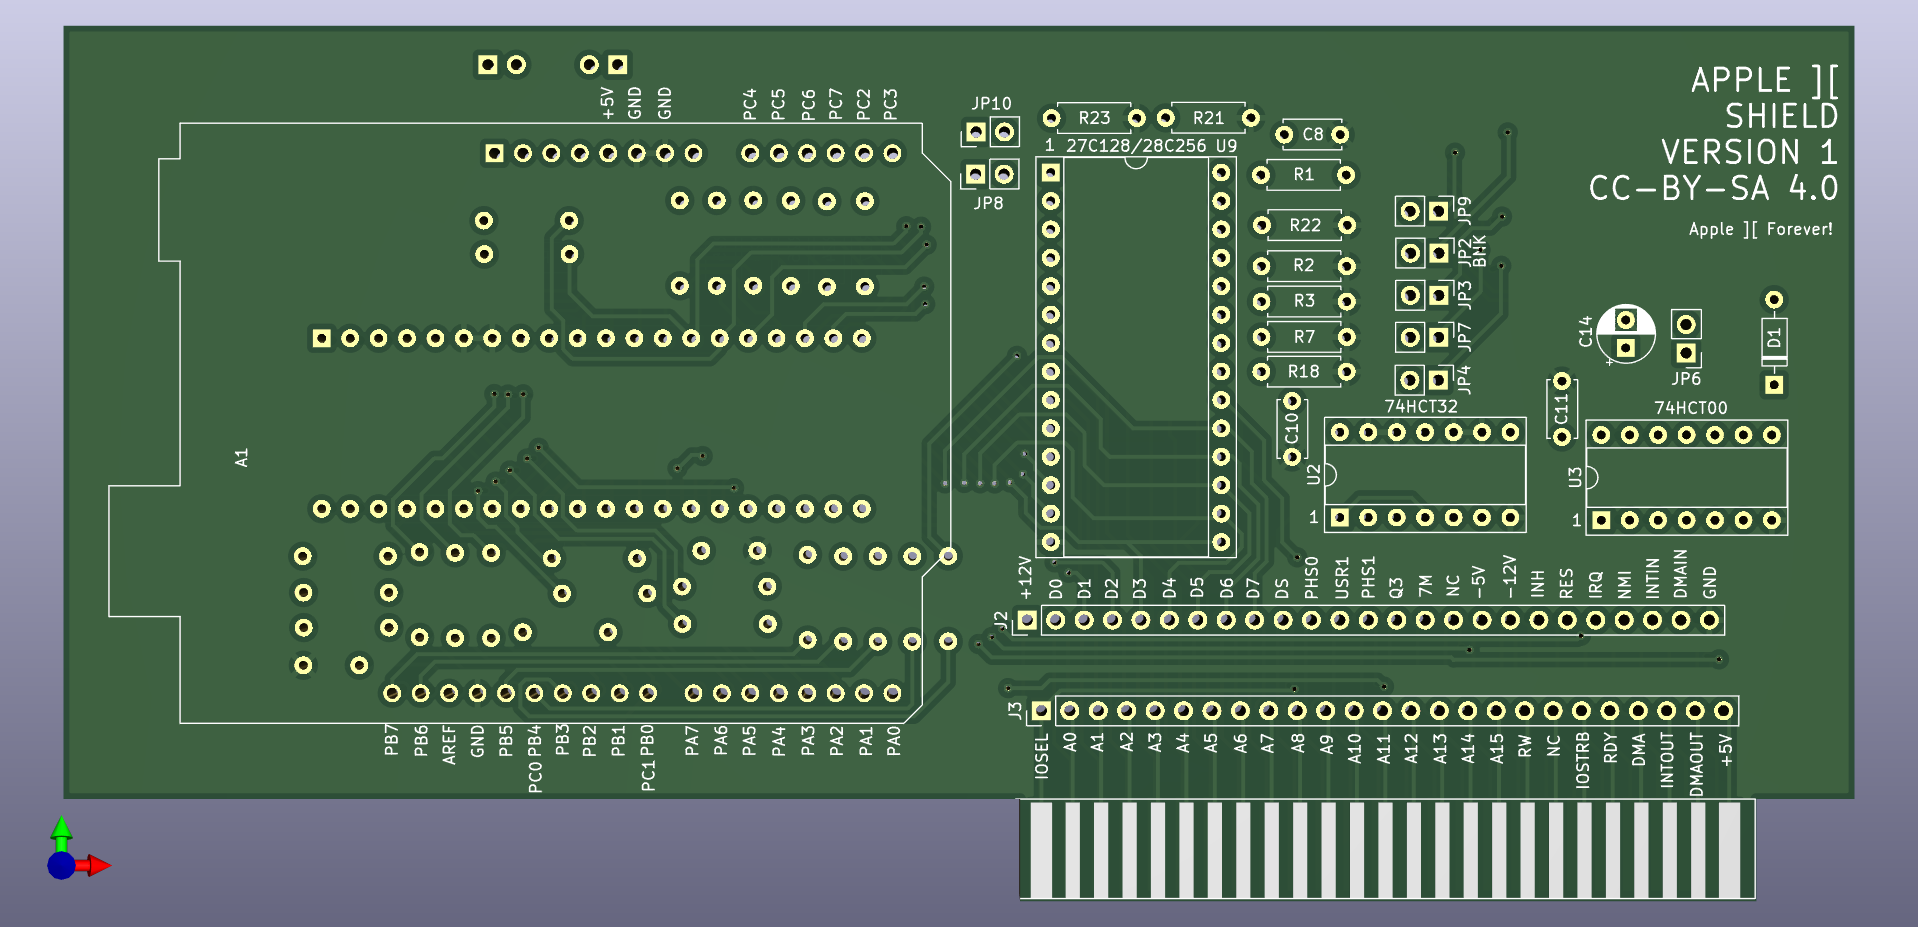 APPLE ][
SHIELD
VERSION 1
CC-BY-SA 4.0
Apple ][ Forever!
+5V GND GND PC4 PC5 PC6 PC7 PC2 PC3
JP10
JP8
R23 R21
C8
1 27C128/28C256 U9
R1
R22
R2
R3
R7
R18
JP9
JP2
BNK
JP3
JP7
JP4
C14
+
JP6
D1
C10
C11
74HCT32
74HCT00
U2
U3
1
1
A1
+12V D0 D1 D2 D3 D4 D5 D6 D7 DS PHS0 USR1 PHS1 Q3 7M NC -5V -12V INH RES IRQ NMI INTIN DMAIN GND
J2
J3
PB7 PB6 AREF GND PB5 PB4 PB3 PB2 PB1 PB0 PA7 PA6 PA5 PA4 PA3 PA2 PA1 PA0
PC0 PC1
IOSEL A0 A1 A2 A3 A4 A5 A6 A7 A8 A9 A10 A11 A12 A13 A14 A15 RW NC IOSTRB RDY DMA INTOUT DMAOUT +5V